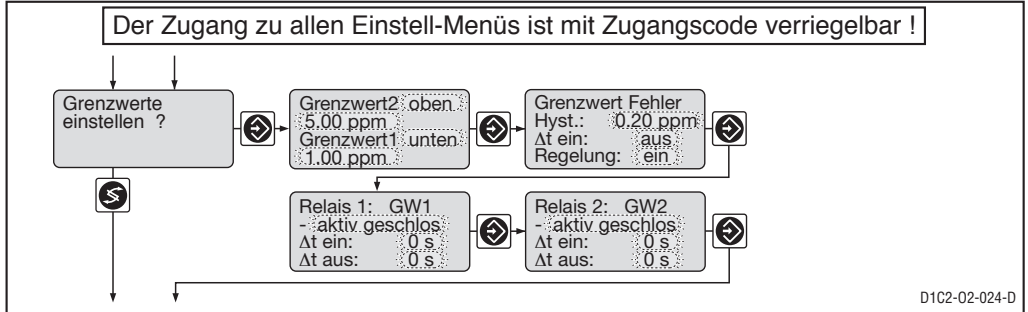 Der Zugang zu allen Einstell-Menüs ist mit Zugangscode verriegelbar !
Grenzwerte
einstellen ?
Grenzwert2 oben
5.00 ppm
Grenzwert1 unten
1.00 ppm
Grenzwert Fehler
Hyst.: 0.20 ppm
Δt ein: aus
Regelung: ein
Relais 1: GW1
- aktiv geschlos
Δt ein: 0 s
Δt aus: 0 s
Relais 2: GW2
- aktiv geschlos
Δt ein: 0 s
Δt aus: 0 s
D1C2-O2-024-D